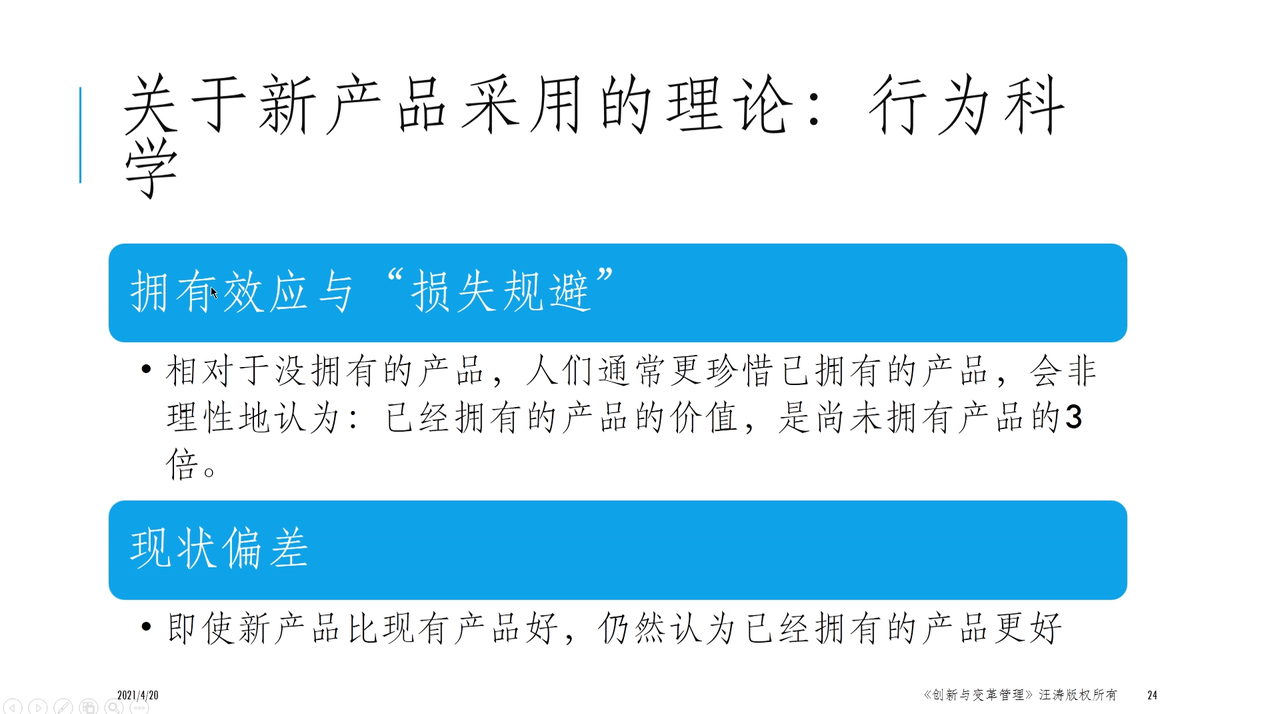 关于新产品采用的理论：行为科
学
拥有效应与“损失规避”
• 相对于没拥有的产品，人们通常更珍惜已拥有的产品，会非
理性地认为：已经拥有的产品的价值，是尚未拥有产品的3
倍。
现状偏差
• 即使新产品比现有产品好，仍然认为已经拥有的产品更好
2021/4/20
《创新与变革管理》汪涛版权所有
24